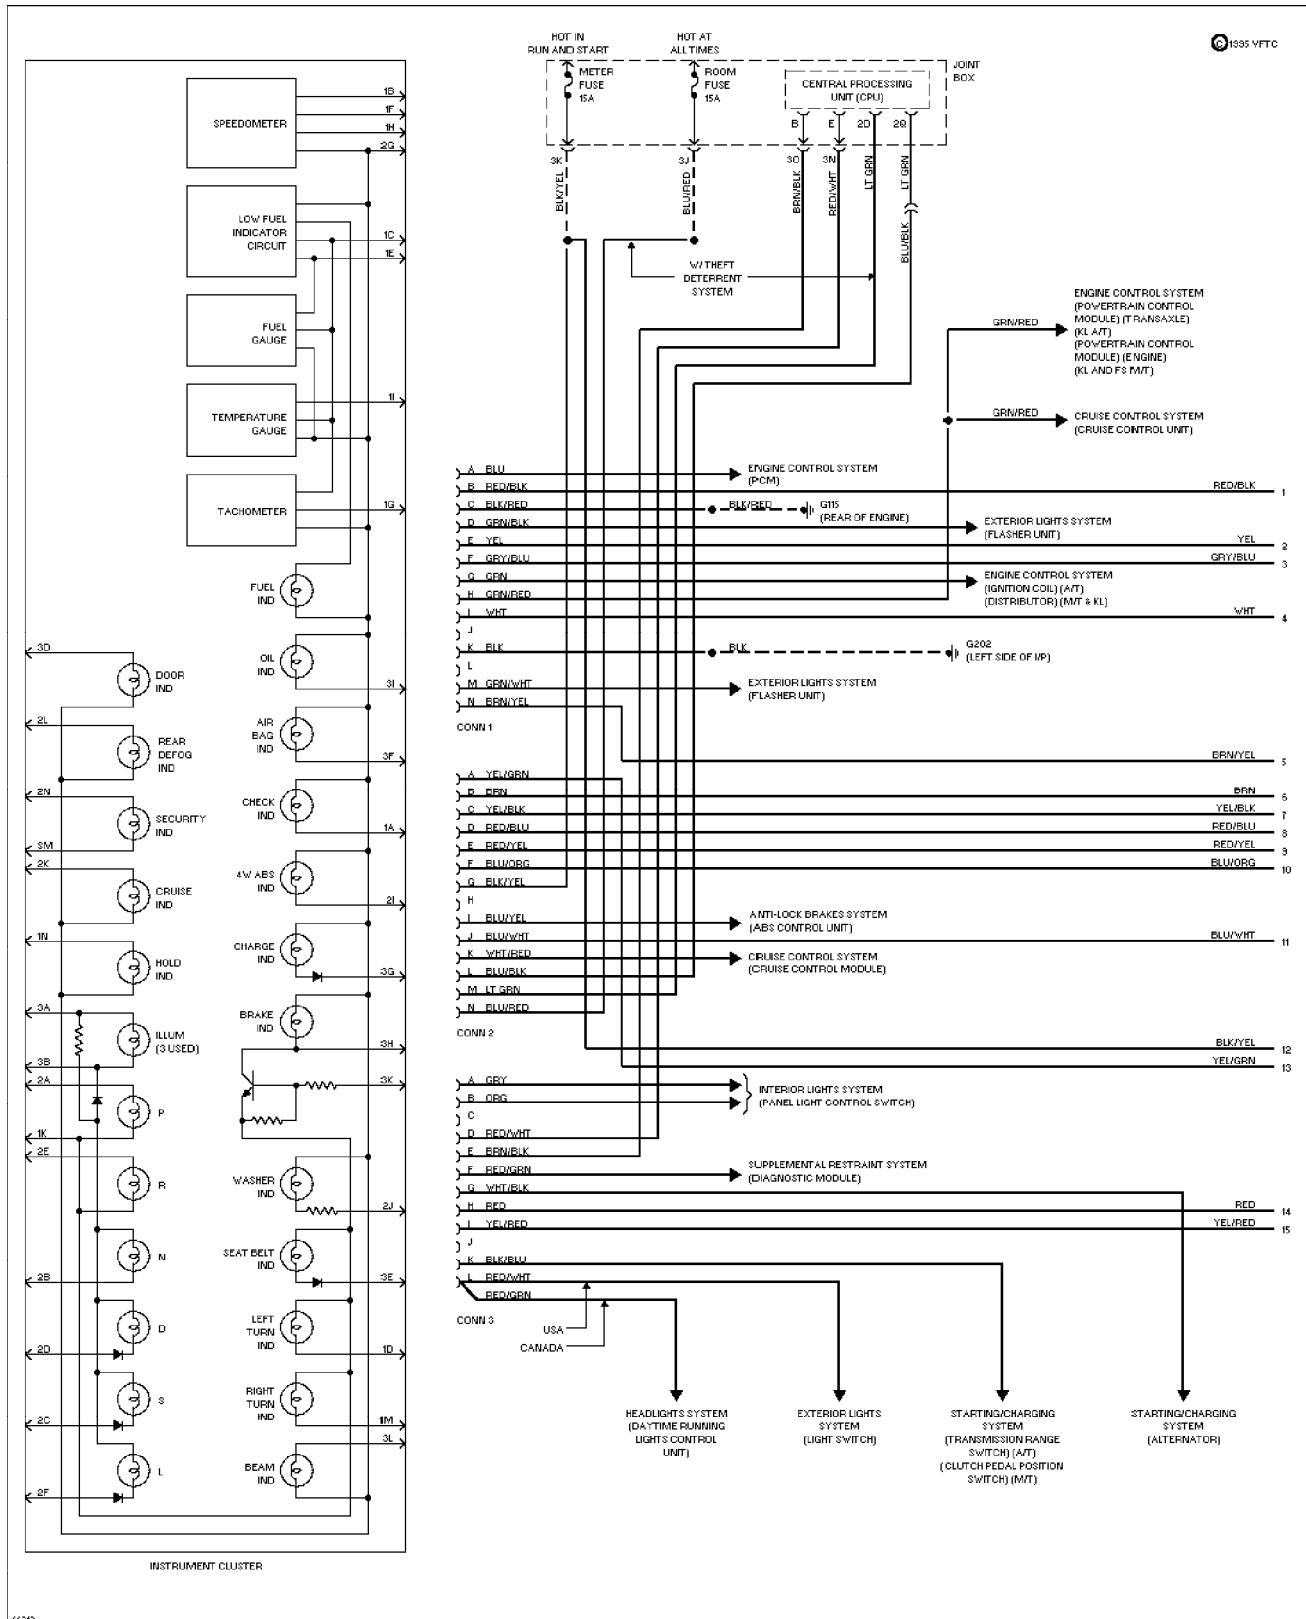 HOT IN
RUN AND START
HOT AT
ALL TIMES
© 1995 VFTC
METER
FUSE
15A
ROOM
FUSE
15A
CENTRAL PROCESSING
UNIT (CPU)
JOINT
BOX
B
E
2D
2Q
3K
3J
3O
3N
BLK/YEL
BLU/RED
BRN/BLK
RED/WHT
LT GRN
LT GRN
BLU/BLK
W/ THEFT
DETERRENT
SYSTEM
SPEEDOMETER
1B
1F
1H
2G
LOW FUEL
INDICATOR
CIRCUIT
1C
1E
FUEL
GAUGE
TEMPERATURE
GAUGE
1I
TACHOMETER
1G
FUEL
IND
OIL
IND
3I
AIR
BAG
IND
3F
CHECK
IND
1A
4W ABS
IND
2I
CHARGE
IND
3G
BRAKE
IND
3H
3K
WASHER
IND
2J
SEAT BELT
IND
3E
LEFT
TURN
IND
1D
RIGHT
TURN
IND
1M
3L
BEAM
IND
3D
DOOR
IND
2L
REAR
DEFOG
IND
2N
SECURITY
IND
2K
CRUISE
IND
1N
HOLD
IND
3A
ILLUM
(3 USED)
3B
2A
P
1K
2E
R
N
2B
D
2D
S
2C
L
2F
INSTRUMENT CLUSTER
GRN/RED
ENGINE CONTROL SYSTEM
(POWERTRAIN CONTROL
MODULE) (TRANSAXLE)
(KL A/T)
(POWERTRAIN CONTROL
MODULE) (ENGINE)
(KL AND FS M/T)
GRN/RED
CRUISE CONTROL SYSTEM
(CRUISE CONTROL UNIT)
A BLU
ENGINE CONTROL SYSTEM
(PCM)
B RED/BLK
RED/BLK 1
C BLK/RED
BLK/RED
G115
(REAR OF ENGINE)
D GRN/BLK
EXTERIOR LIGHTS SYSTEM
(FLASHER UNIT)
E YEL
YEL 2
F GRY/BLU
GRY/BLU 3
G GRN
ENGINE CONTROL SYSTEM
(IGNITION COIL) (A/T)
(DISTRIBUTOR) (M/T & KL)
H GRN/RED
I WHT
WHT 4
J
K BLK
BLK
G202
(LEFT SIDE OF I/P)
L
M GRN/WHT
EXTERIOR LIGHTS SYSTEM
(FLASHER UNIT)
N BRN/YEL
CONN 1
BRN/YEL 5
A YEL/GRN
B BRN
BRN 6
C YEL/BLK
YEL/BLK 7
D RED/BLU
RED/BLU 8
E RED/YEL
RED/YEL 9
F BLU/ORG
BLU/ORG 10
G BLK/YEL
H
I BLU/YEL
ANTI-LOCK BRAKES SYSTEM
(ABS CONTROL UNIT)
J BLU/WHT
BLU/WHT 11
K WHT/RED
CRUISE CONTROL SYSTEM
(CRUISE CONTROL MODULE)
L BLU/BLK
M LT GRN
N BLU/RED
CONN 2
BLK/YEL 12
YEL/GRN 13
A GRY
B ORG
INTERIOR LIGHTS SYSTEM
(PANEL LIGHT CONTROL SWITCH)
C
D RED/WHT
E BRN/BLK
F RED/GRN
SUPPLEMENTAL RESTRAINT SYSTEM
(DIAGNOSTIC MODULE)
G WHT/BLK
H RED
RED 14
I YEL/RED
YEL/RED 15
J
K BLK/BLU
L RED/WHT
RED/GRN
CONN 3
USA
CANADA
HEADLIGHTS SYSTEM
(DAYTIME RUNNING
LIGHTS CONTROL
UNIT)
EXTERIOR LIGHTS
SYSTEM
(LIGHT SWITCH)
STARTING/CHARGING
SYSTEM
(TRANSMISSION RANGE
SWITCH) (A/T)
(CLUTCH PEDAL POSITION
SWITCH) (M/T)
STARTING/CHARGING
SYSTEM
(ALTERNATOR)